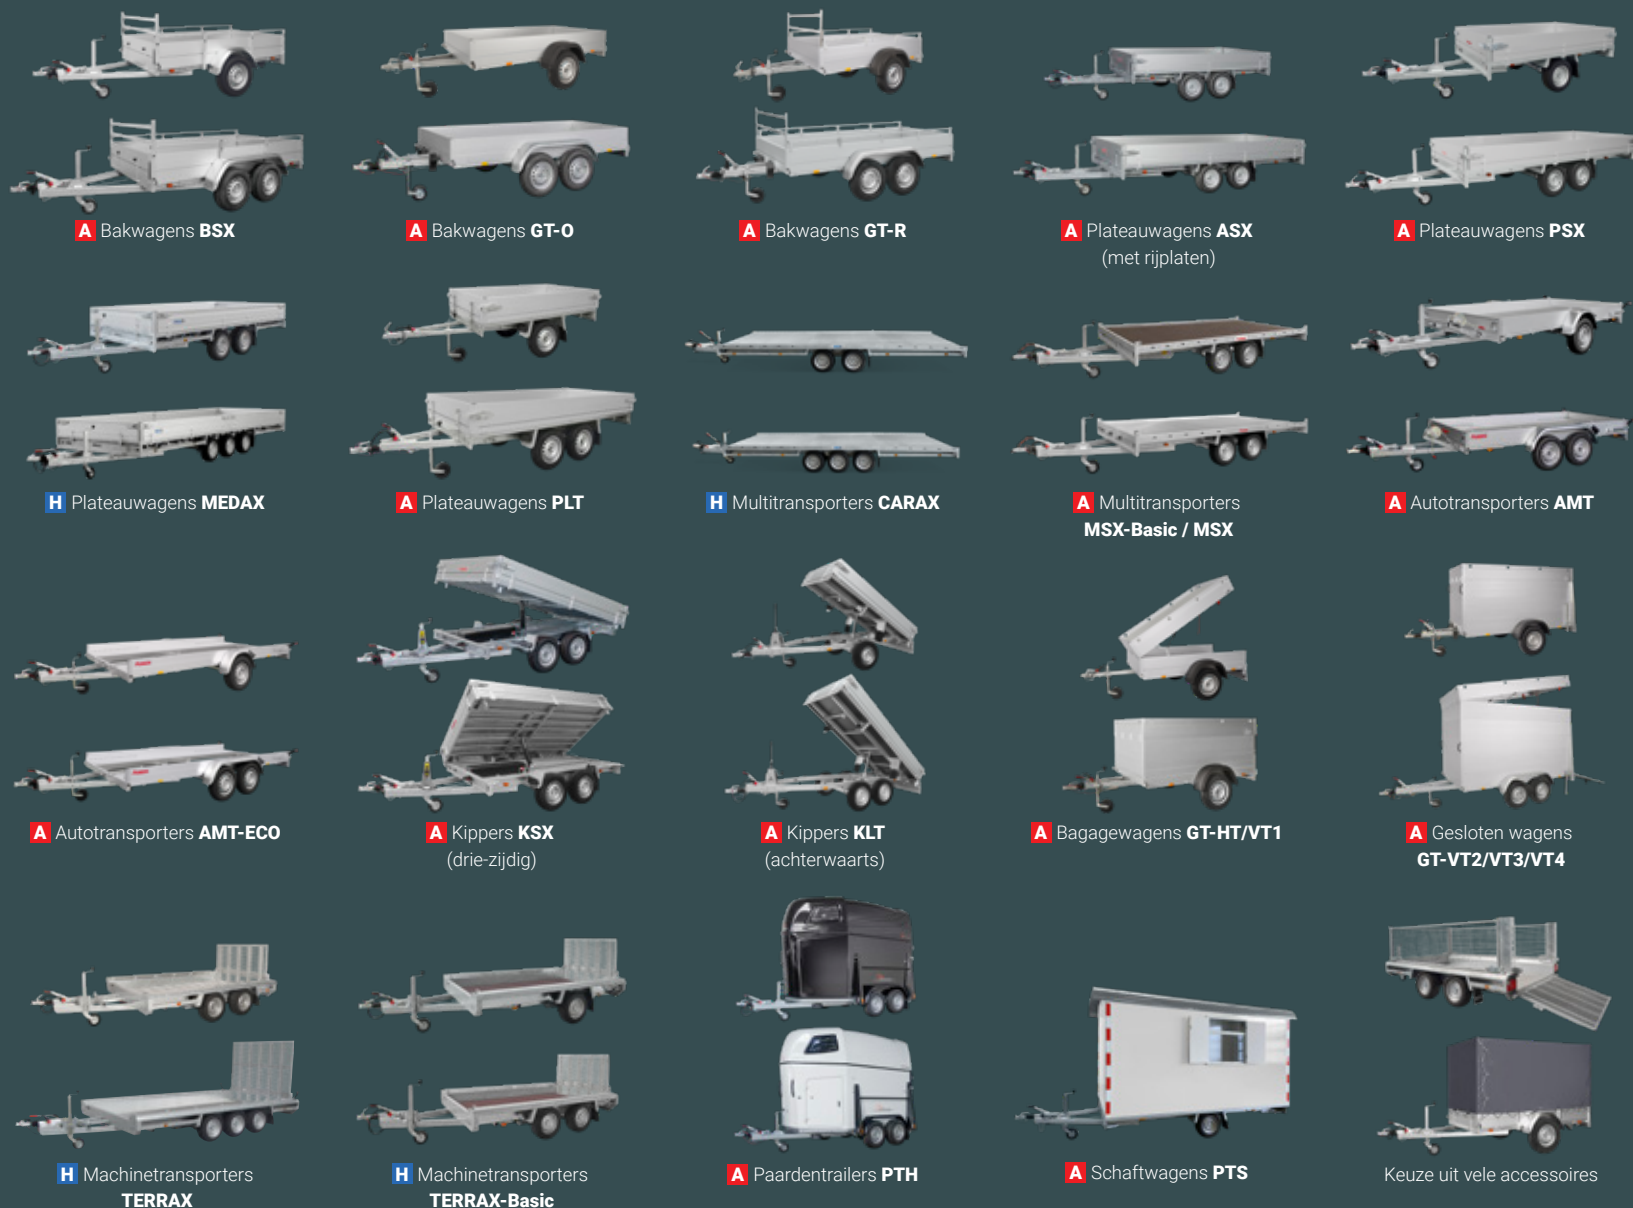 A Bakwagens BSX
A Bakwagens GT-O
A Bakwagens GT-R
A Plateauwagens ASX
(met rijplaten)
A Plateauwagens PSX
H Plateauwagens MEDAX
A Plateauwagens PLT
H Multitransporters CARAX
A Multitransporters
MSX-Basic / MSX
A Autotransporters AMT
A Autotransporters AMT-ECO
A Kippers KSX
(drie-zijdig)
A Kippers KLT
(achterwaarts)
A Bagagewagens GT-HT/VT1
A Gesloten wagens
GT-VT2/VT3/VT4
H Machinetransporters
TERRAX
H Machinetransporters
TERRAX-Basic
A Paardentrailers PTH
A Schaftwagens PTS
Keuze uit vele accessoires